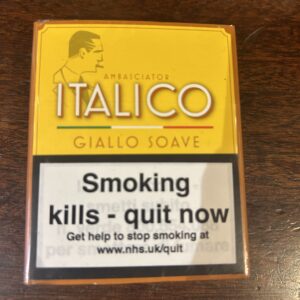 AMBASCIATOR
ITALICO
GIALLO SOAVE
Smoking
kills - quit now
Get help to stop smoking at
www.nhs.uk/quit